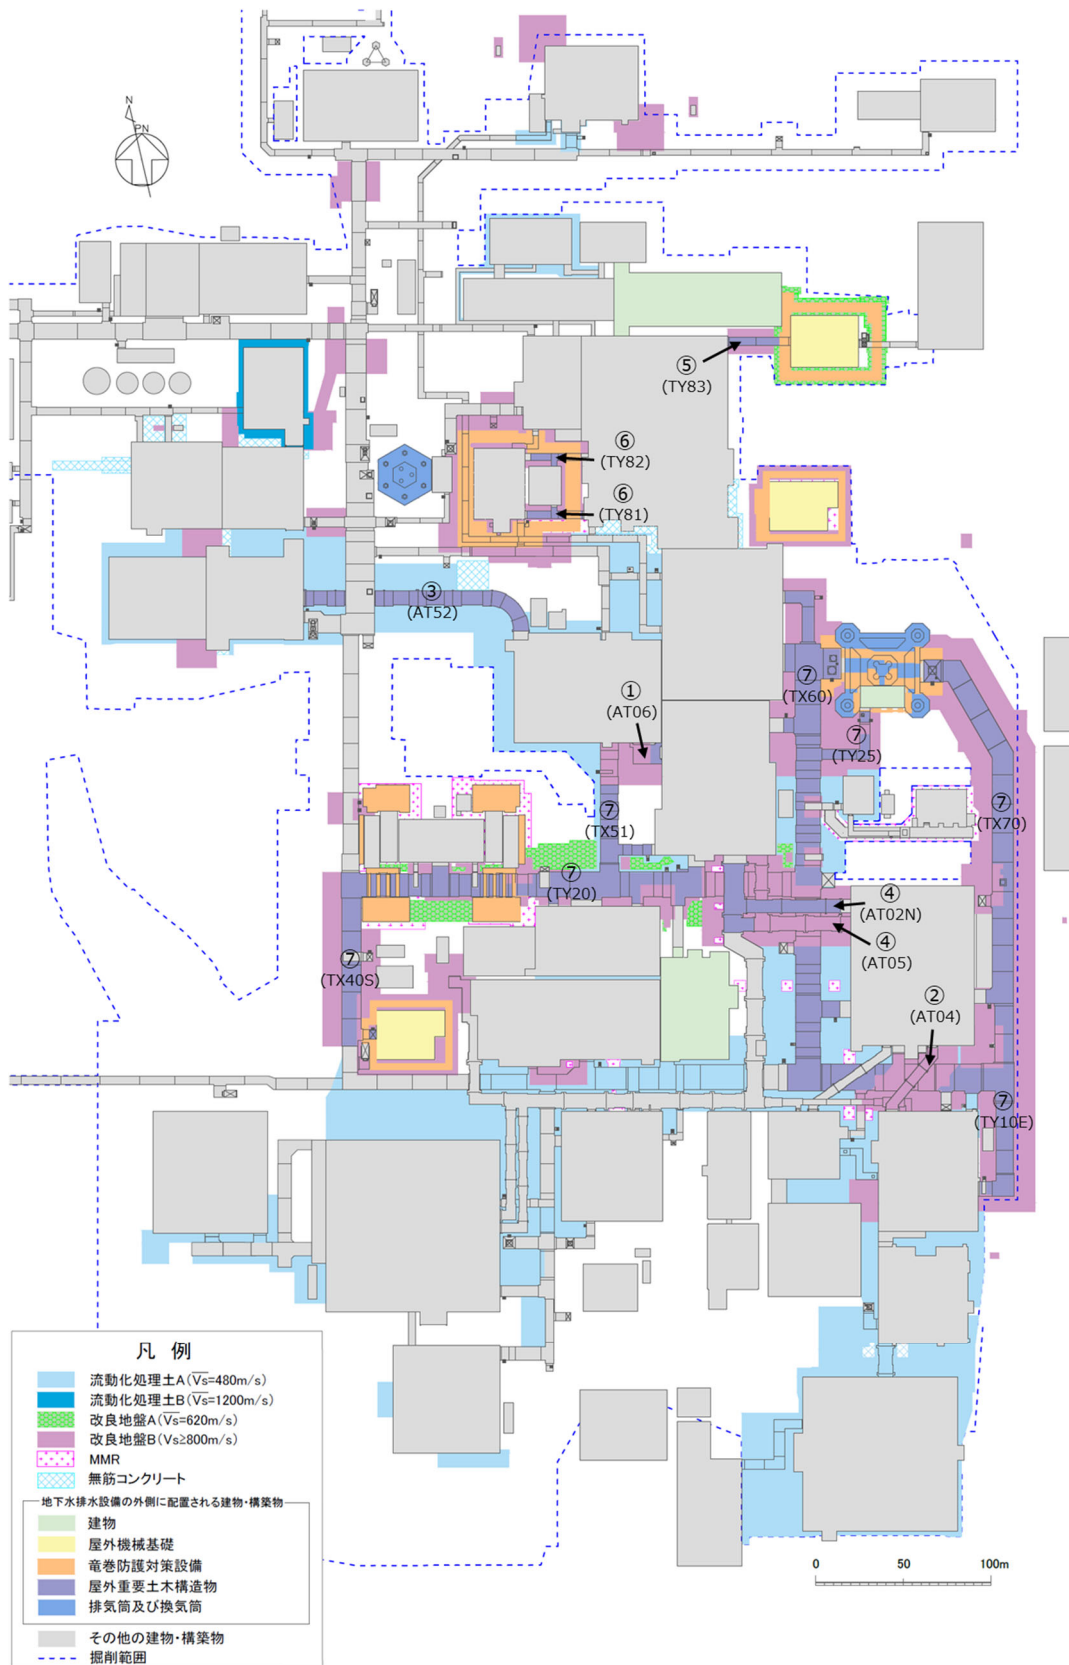 N
PN
⑤
(TY83)
⑥
(TY82)
⑥
(TY81)
③
(AT52)
①
(AT06)
⑦
(TX60)
⑦
(TY25)
⑦
(TX51)
⑦
(TX70)
⑦
(TY20)
④
(AT02N)
④
(AT05)
⑦
(TX40S)
②
(AT04)
⑦
(TY10E)
凡 例
流動化処理土A(V̅s=480m/s)
流動化処理土B(V̅s=1200m/s)
改良地盤A(V̅s=620m/s)
改良地盤B(Vs≥800m/s)
MMR
無筋コンクリート
地下水排水設備の外側に配置される建物・構築物
建物
屋外機械基礎
竜巻防護対策設備
屋外重要土木構造物
排気筒及び換気筒
その他の建物・構築物
掘削範囲
0 50 100m